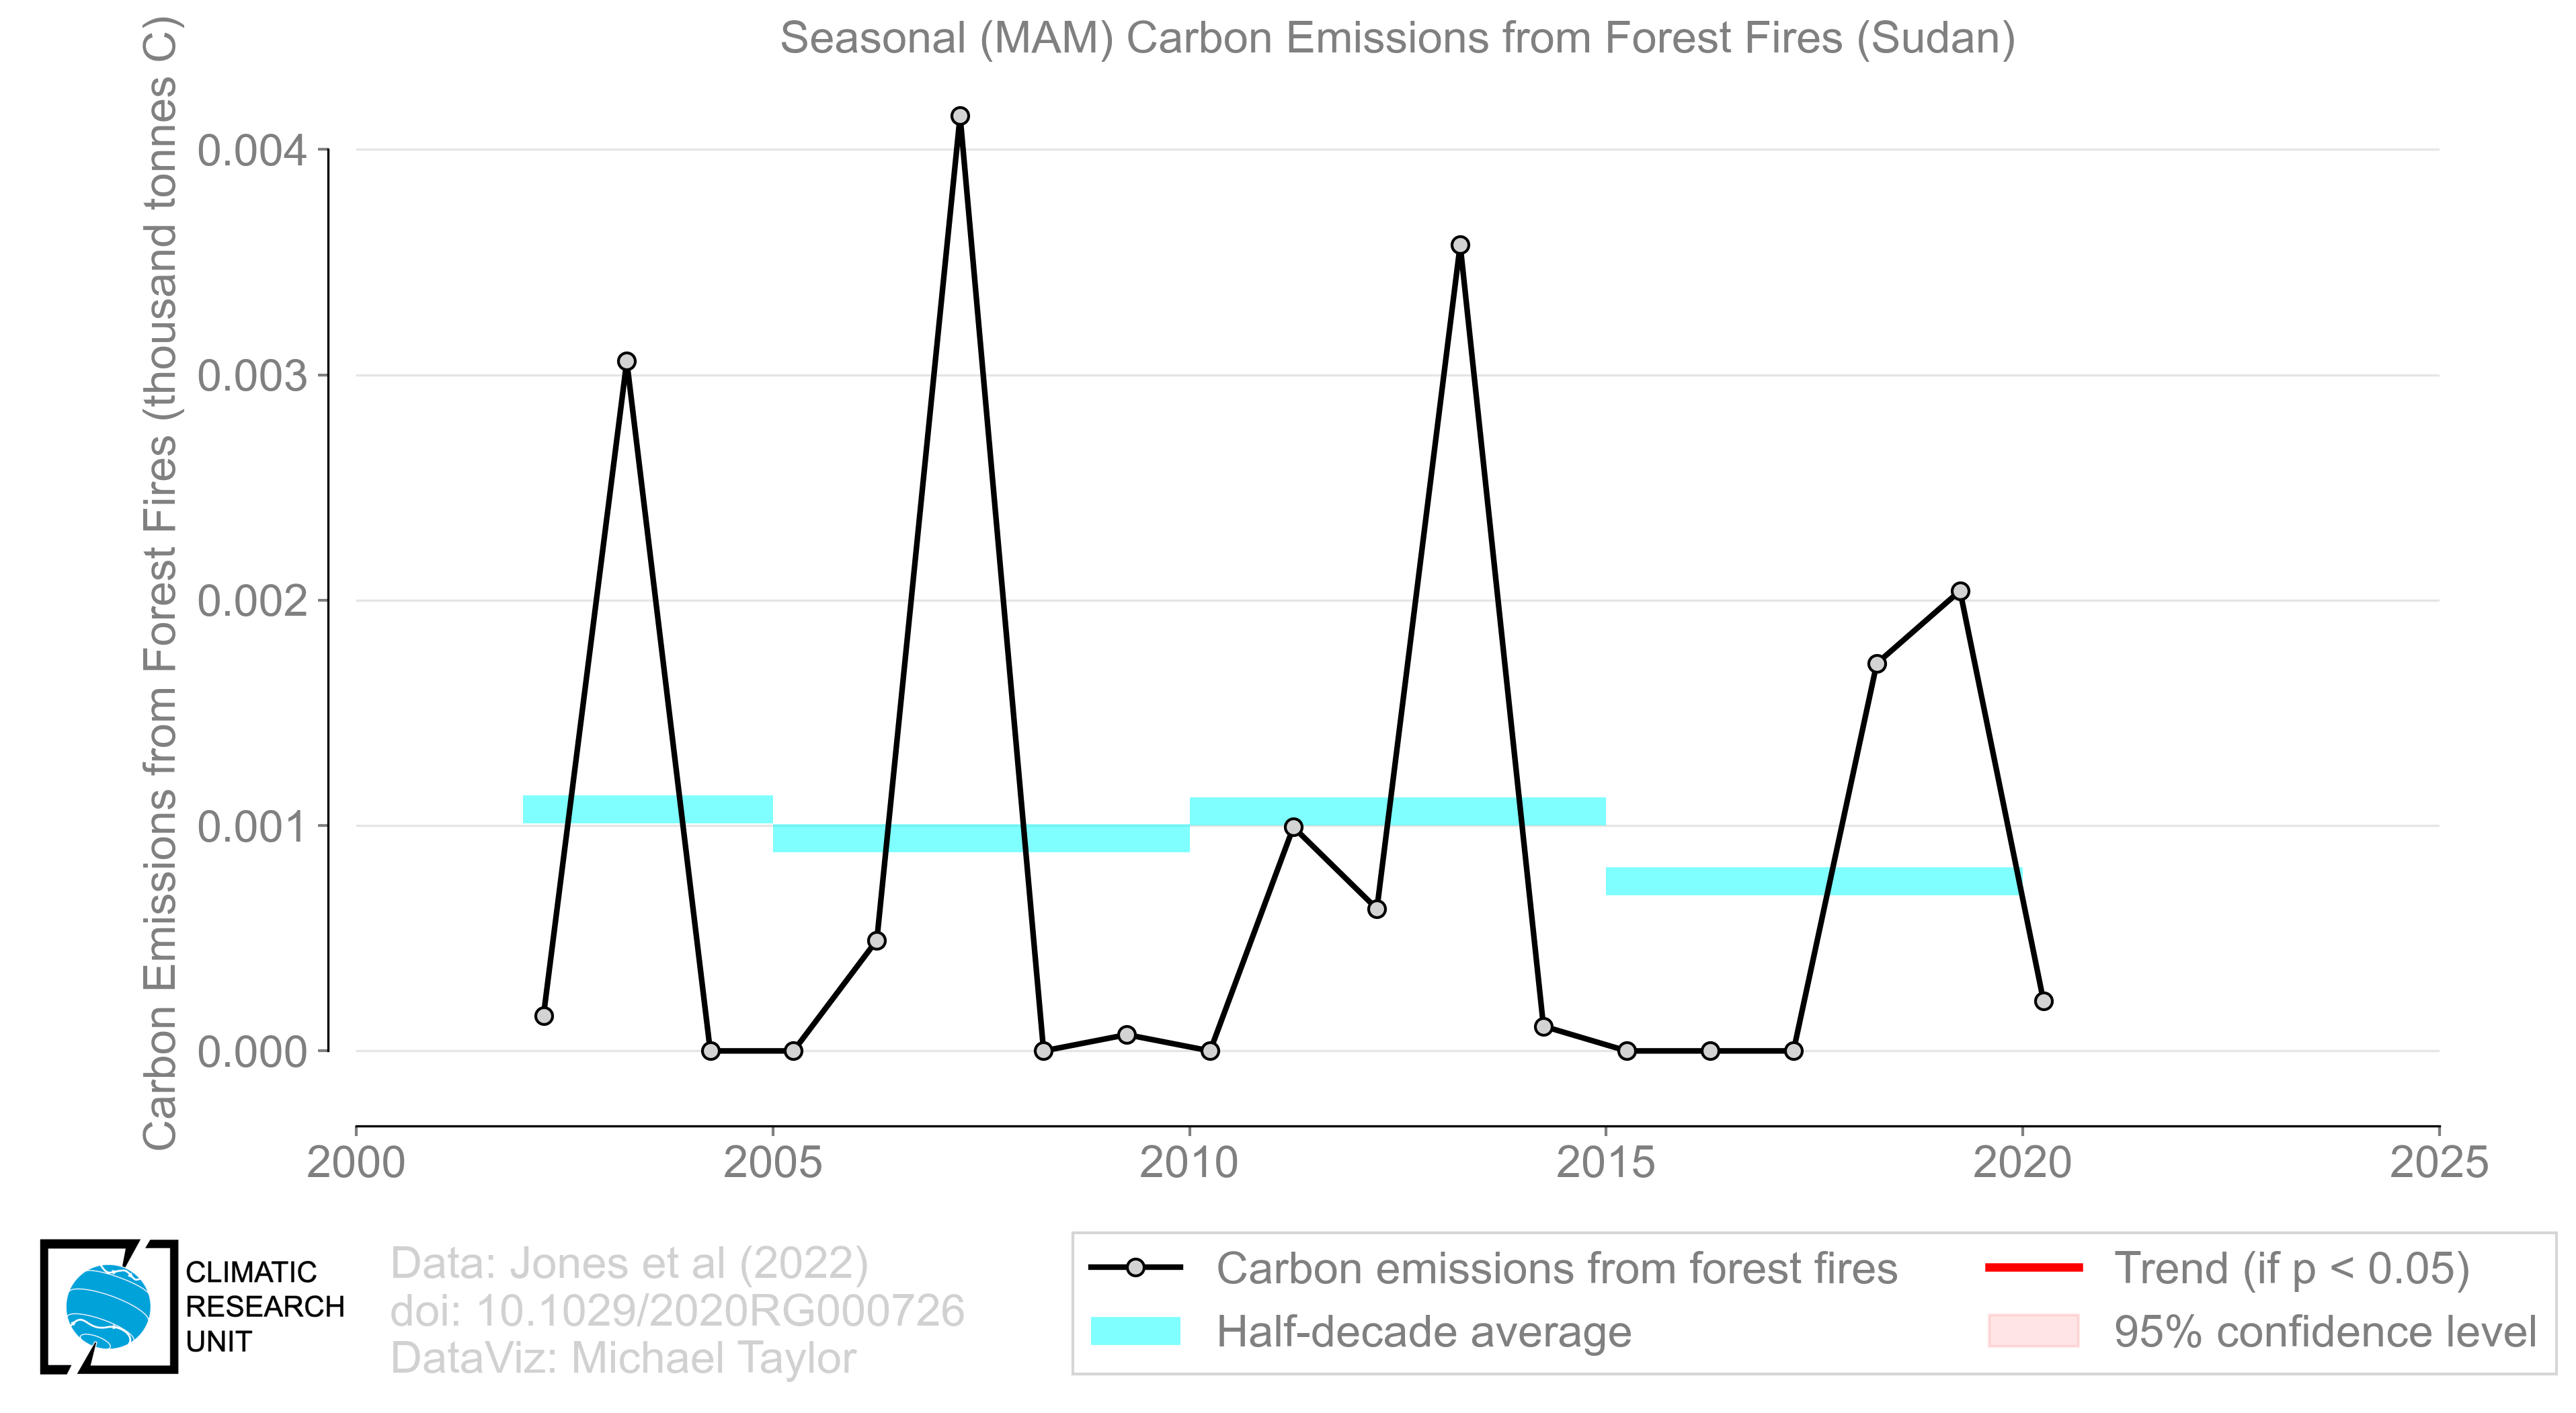 Seasonal (MAM) Carbon Emissions from Forest Fires (Sudan)
Carbon Emissions from Forest Fires (thousand tonnes C)
0.004
0.003
0.002
0.001
0.000
2000 2005 2010 2015 2020 2025
CLIMATIC
RESEARCH
UNIT
Data: Jones et al (2022)
doi: 10.1029/2020RG000726
DataViz: Michael Taylor
Carbon emissions from forest fires
Half-decade average
Trend (if p < 0.05)
95% confidence level